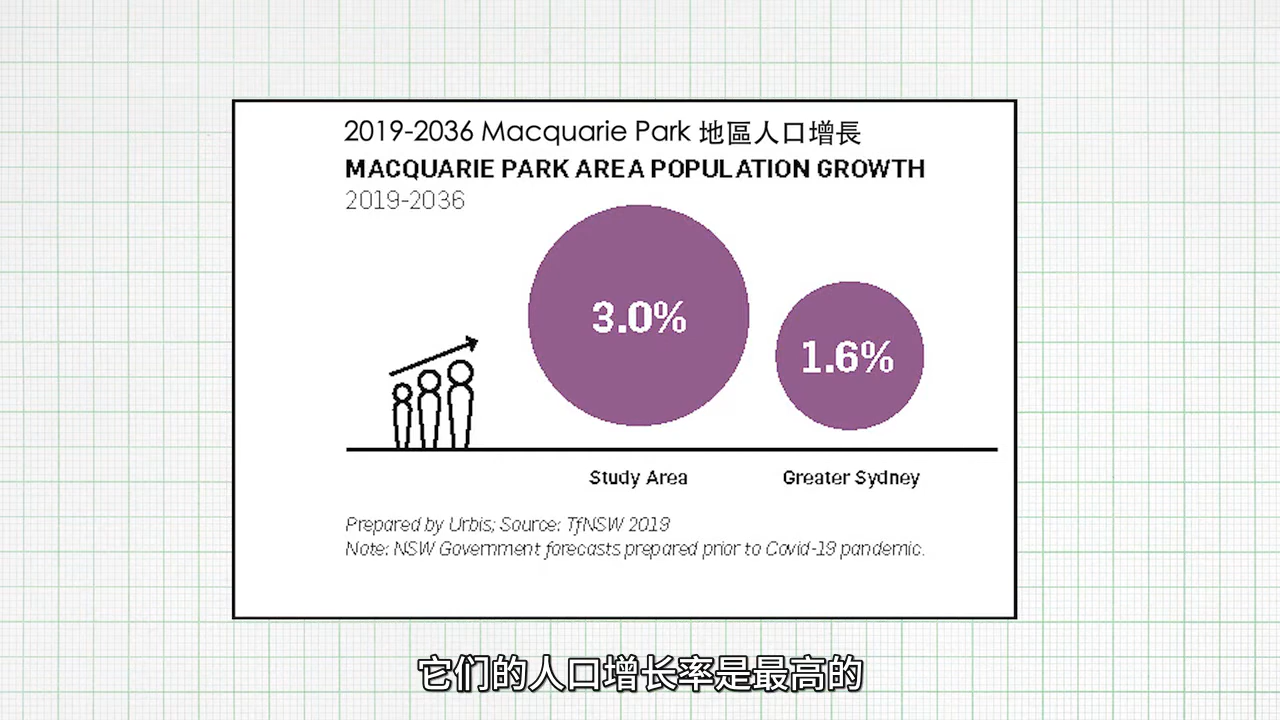 2019-2036 Macquarie Park 地區人口增長
MACQUARIE PARK AREA POPULATION GROWTH
2019-2036
3.0%
1.6%
Study Area
Greater Sydney
Prepared by Urbis; Source: TfNSW 2019
Note: NSW Government forecasts prepared prior to Covid-19 pandemic.
它们的人口增长率是最高的